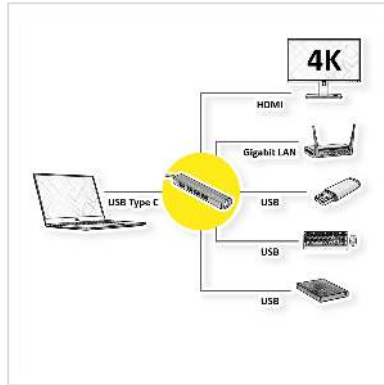 4K
HDMI
Gigabit LAN
USB Type C
USB
USB
USB